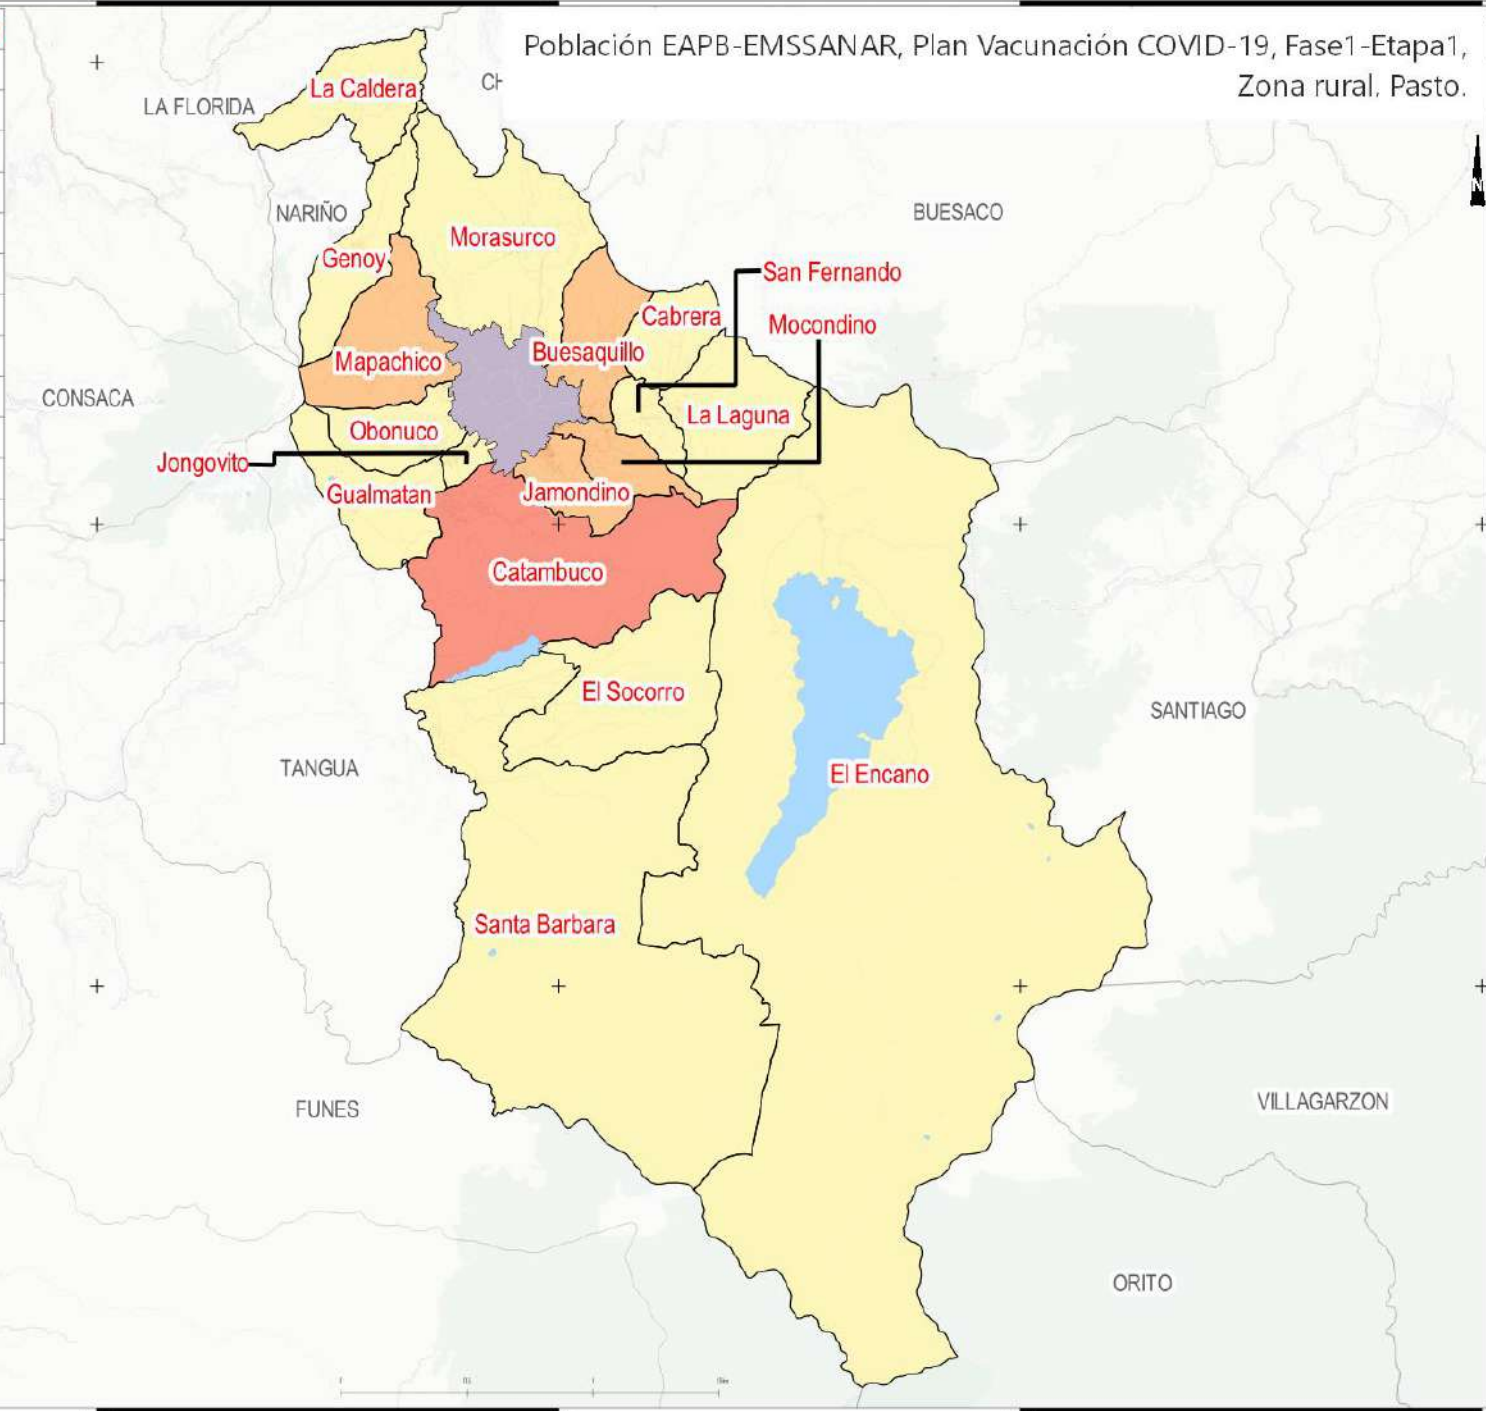 Población EAPB-EMSSANAR, Plan Vacunación COVID-19, Fase1-Etapa1,
Zona rural. Pasto.
La Caldera
CH
LA FLORIDA
N
NARIÑO
BUESACO
Morasurco
Genoy
San Fernando
Cabrera
Mocondino
Mapachico
Buesaquillo
CONSACA
La Laguna
Obonuco
Jongovito
Gualmatan
Jamondino
Catambuco
El Socorro
SANTIAGO
TANGUA
El Encano
Santa Barbara
FUNES
VILLAGARZON
ORITO